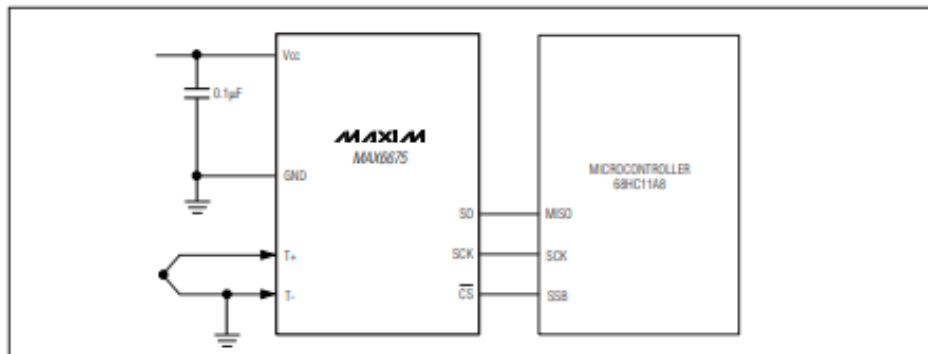 Vcc
0.1µF
MAXIM
MAX6675
GND
T+
T-
SO
SCK
CS
MICROCONTROLLER
68HC11A8
MISO
SCK
SSB